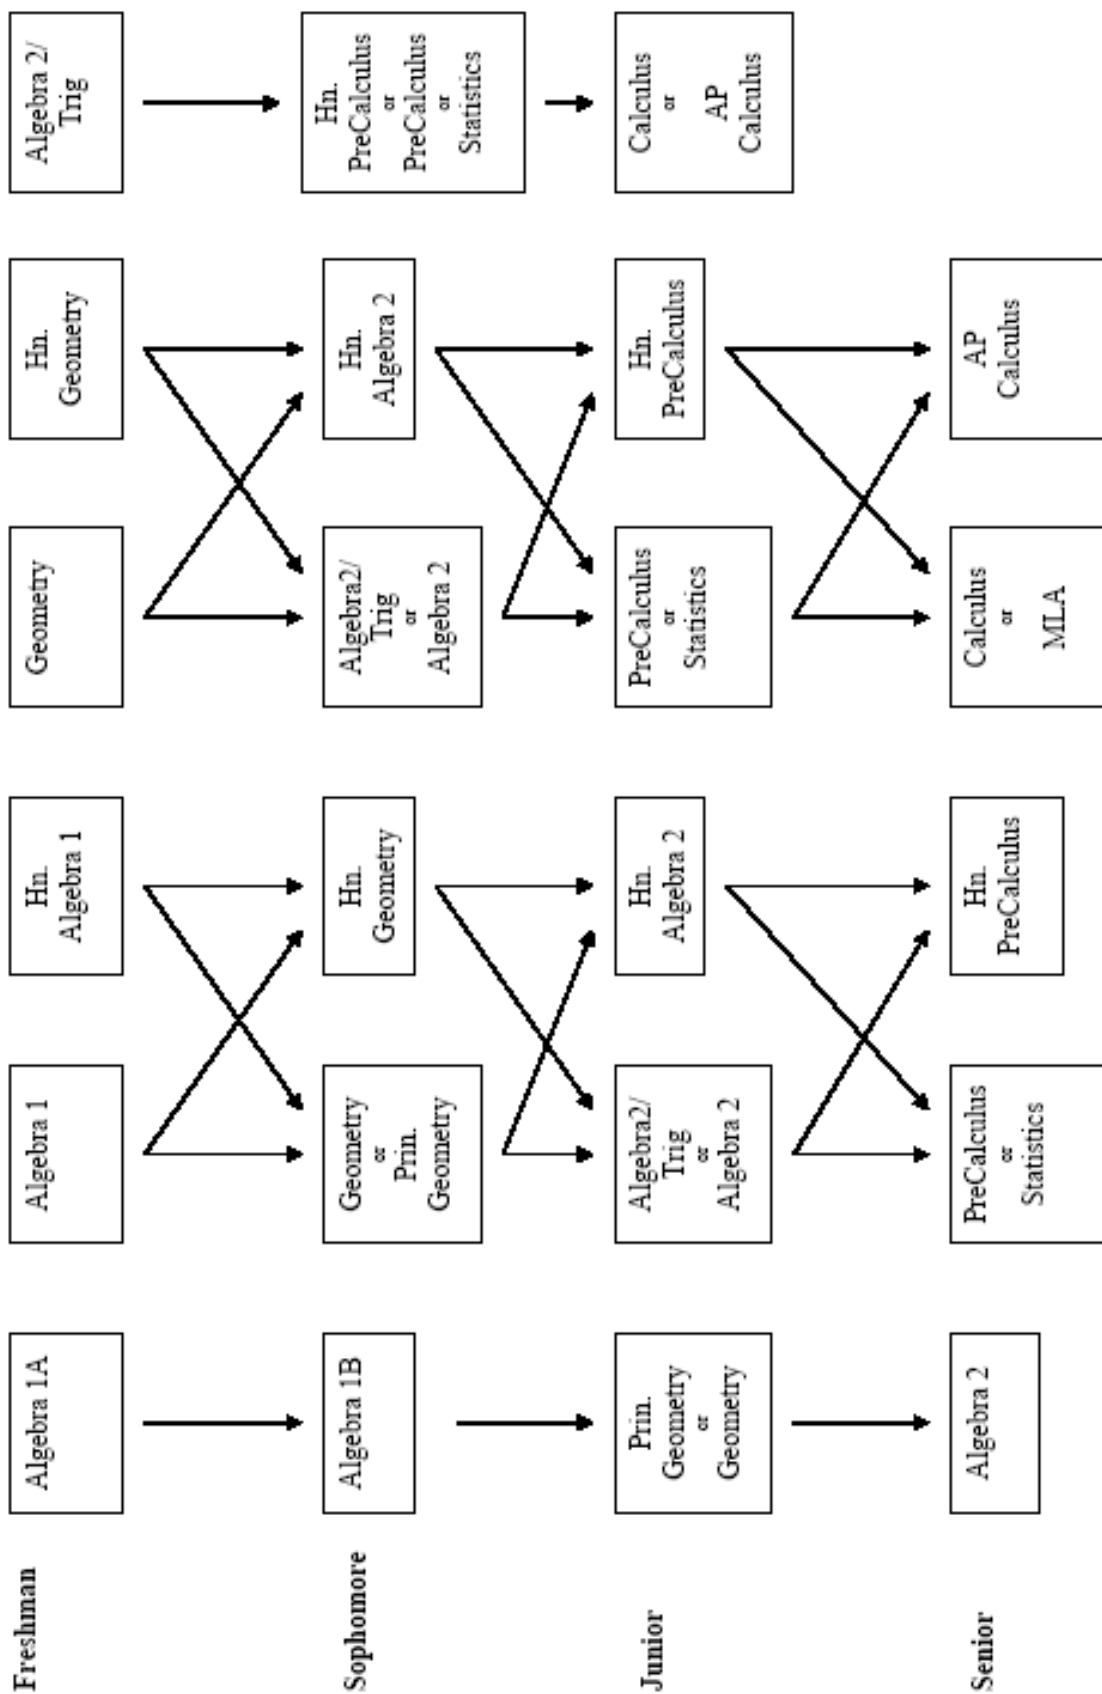 Freshman
Algebra 1A
Algebra 1
Hn.
Algebra 1
Geometry
Hn.
Geometry
Algebra 2/
Trig
Sophomore
Algebra 1B
Geometry
or
Prin.
Geometry
Hn.
Geometry
Algebra2/
Trig
or
Algebra 2
Hn.
Algebra 2
Hn.
PreCalculus
or
PreCalculus
or
Statistics
Junior
Prin.
Geometry
or
Geometry
Algebra2/
Trig
or
Algebra 2
Hn.
Algebra 2
PreCalculus
or
Statistics
Hn.
PreCalculus
Calculus
or
AP
Calculus
Senior
Algebra 2
PreCalculus
or
Statistics
Hn.
PreCalculus
Calculus
or
MLA
AP
Calculus